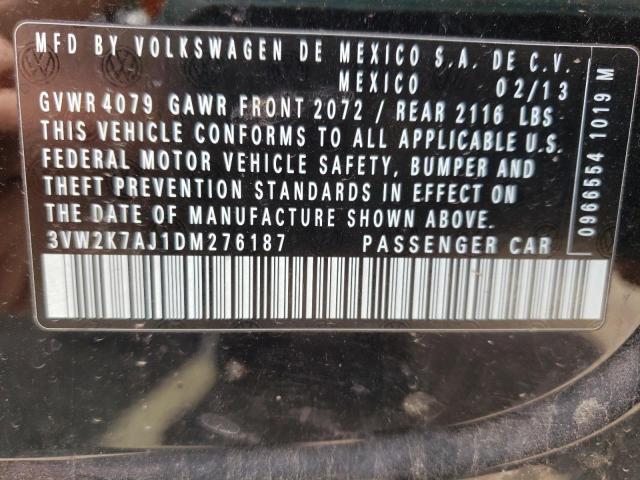 MFD BY VOLKSWAGEN DE MEXICO S.A. DE C.V.
MEXICO 02/13
GVWR 4079 GAWR FRONT 2072 / REAR 2116 LBS
THIS VEHICLE CONFORMS TO ALL APPLICABLE U.S.
FEDERAL MOTOR VEHICLE SAFETY, BUMPER AND
THEFT PREVENTION STANDARDS IN EFFECT ON
THE DATE OF MANUFACTURE SHOWN ABOVE.
3VW2K7AJ1DM276187 PASSENGER CAR
0966554 1019 M